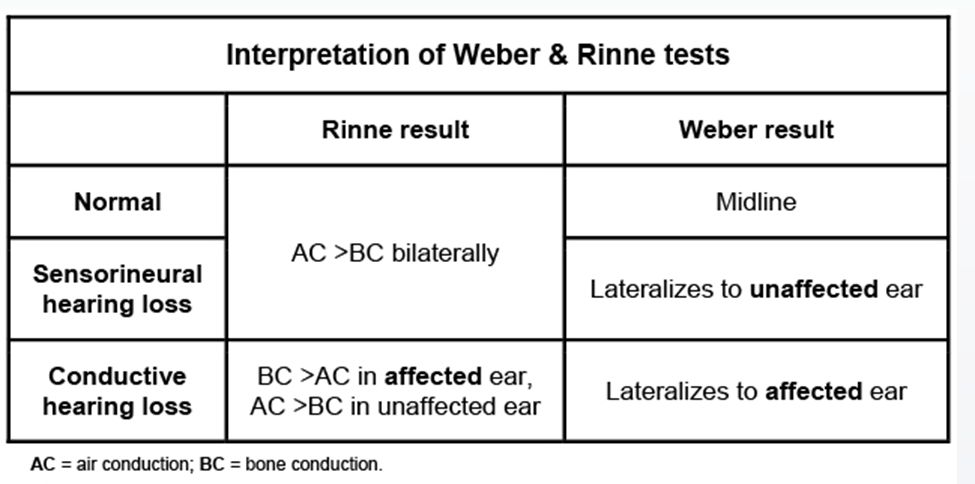 Interpretation of Weber & Rinne tests
Rinne result
Weber result
Normal
AC >BC bilaterally
Midline
Sensorineural
hearing loss
Lateralizes to unaffected ear
Conductive
hearing loss
BC >AC in affected ear,
AC >BC in unaffected ear
Lateralizes to affected ear
AC = air conduction; BC = bone conduction.